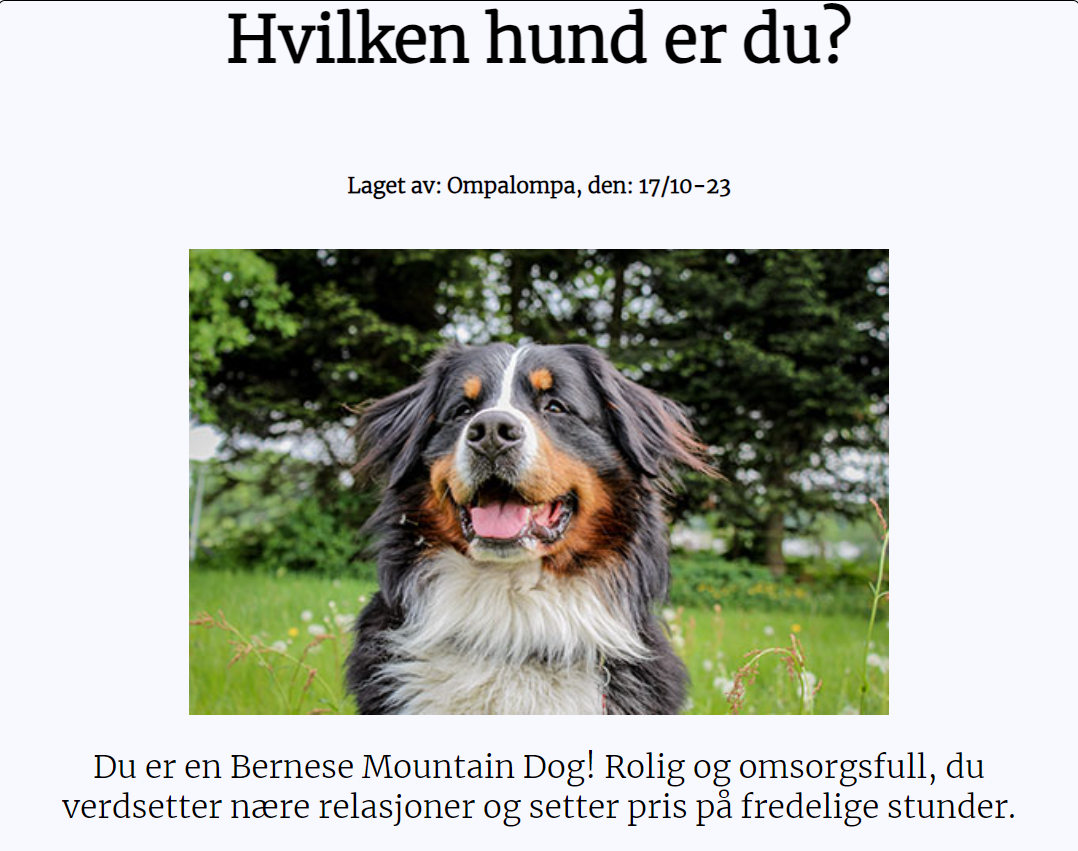 Hvilken hund er du?
Laget av: Ompalompa, den: 17/10-23
Du er en Bernese Mountain Dog! Rolig og omsorgsfull, du
verdsetter nære relasjoner og setter pris på fredelige stunder.